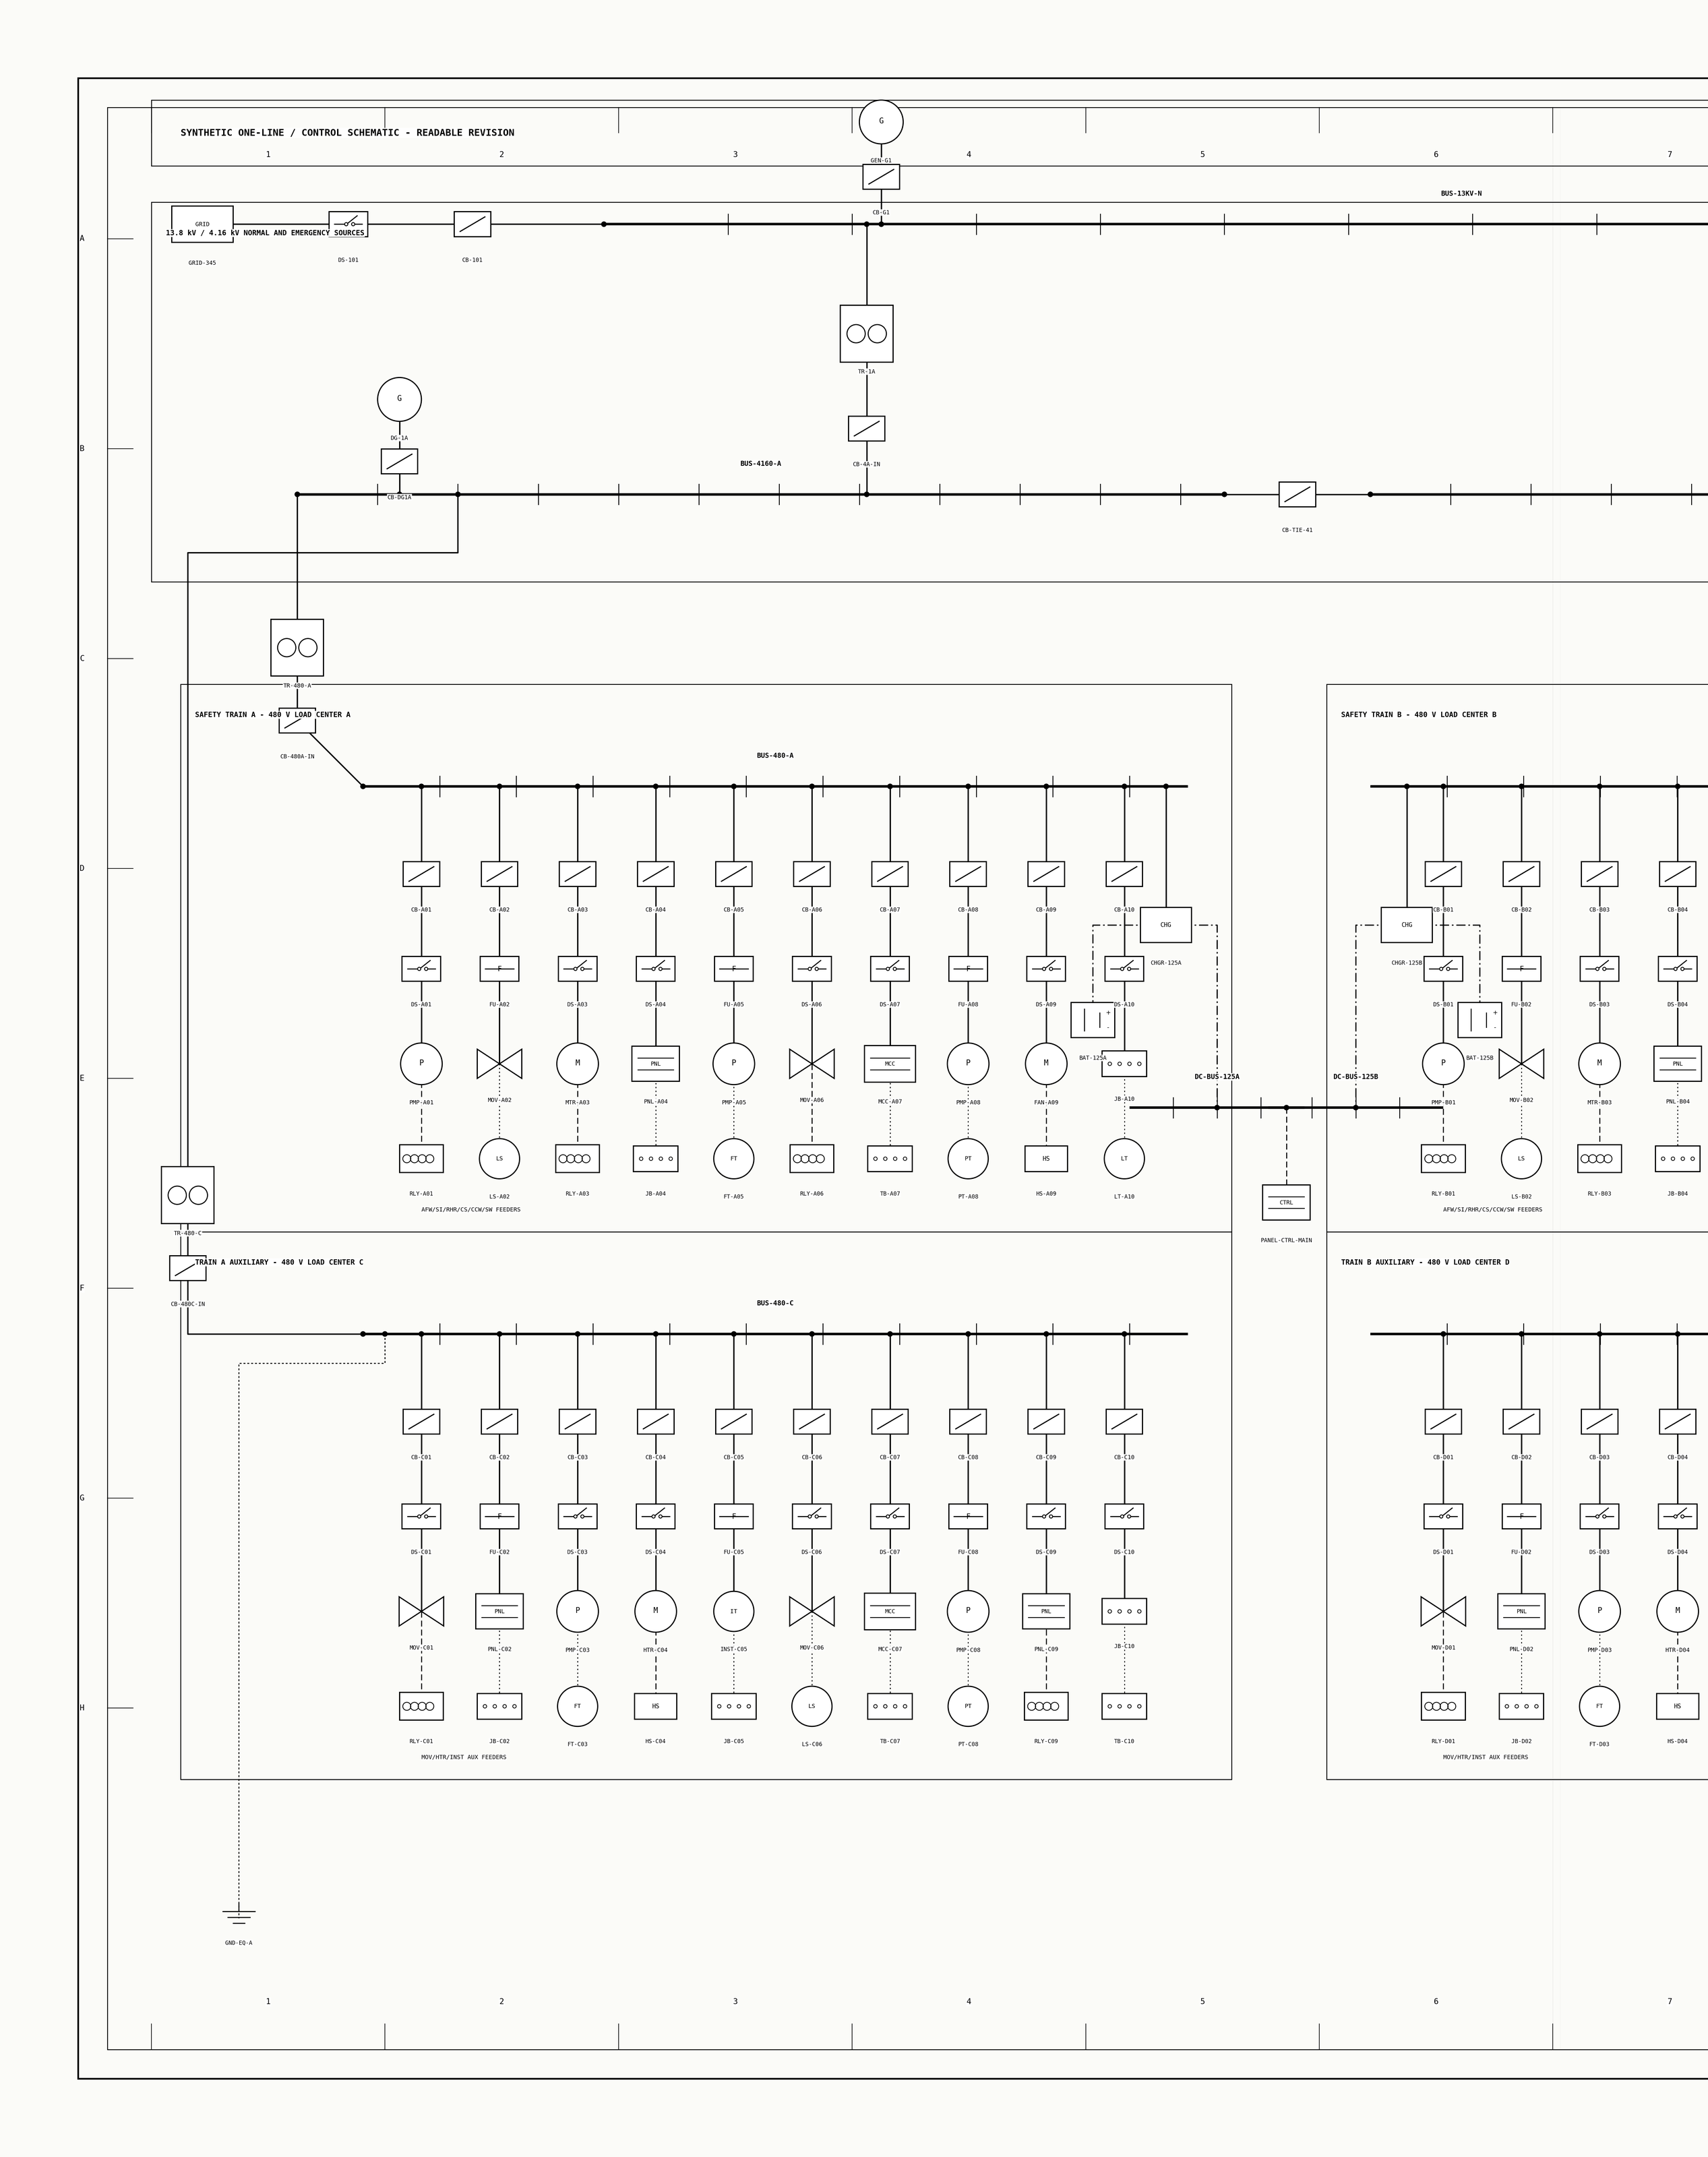 G
SYNTHETIC ONE-LINE / CONTROL SCHEMATIC - READABLE REVISION
1 2 3 4 5 6 7
GEN-G1
BUS-13KV-N
CB-G1
GRID
13.8 kV / 4.16 kV NORMAL AND EMERGENCY SOURCES
A
GRID-345 DS-101 CB-101
TR-1A
G
DG-1A
B
BUS-4160-A CB-4A-IN
CB-DG1A
CB-TIE-41
C
TR-480-A
SAFETY TRAIN A - 480 V LOAD CENTER A SAFETY TRAIN B - 480 V LOAD CENTER B
CB-480A-IN BUS-480-A
D
CB-A01 CB-A02 CB-A03 CB-A04 CB-A05 CB-A06 CB-A07 CB-A08 CB-A09 CB-A10 CB-B01 CB-B02 CB-B03 CB-B04
CHG CHG
CHGR-125A CHGR-125B
F F F F
DS-A01 FU-A02 DS-A03 DS-A04 FU-A05 DS-A06 DS-A07 FU-A08 DS-A09 DS-A10 DS-B01 FU-B02 DS-B03 DS-B04
+ +
- -
BAT-125A BAT-125B
P M PNL P MCC P M P M PNL
E
DC-BUS-125A DC-BUS-125B
PMP-A01 MOV-A02 MTR-A03 PNL-A04 PMP-A05 MOV-A06 MCC-A07 PMP-A08 FAN-A09 JB-A10 PMP-B01 MOV-B02 MTR-B03 PNL-B04
LS FT PT HS LT LS
RLY-A01 LS-A02 RLY-A03 JB-A04 FT-A05 RLY-A06 TB-A07 PT-A08 HS-A09 LT-A10 RLY-B01 LS-B02 RLY-B03 JB-B04
CTRL
AFW/SI/RHR/CS/CCW/SW FEEDERS AFW/SI/RHR/CS/CCW/SW FEEDERS
TR-480-C
PANEL-CTRL-MAIN
TRAIN A AUXILIARY - 480 V LOAD CENTER C TRAIN B AUXILIARY - 480 V LOAD CENTER D
F
CB-480C-IN BUS-480-C
CB-C01 CB-C02 CB-C03 CB-C04 CB-C05 CB-C06 CB-C07 CB-C08 CB-C09 CB-C10 CB-D01 CB-D02 CB-D03 CB-D04
G
F F F F
DS-C01 FU-C02 DS-C03 DS-C04 FU-C05 DS-C06 DS-C07 FU-C08 DS-C09 DS-C10 DS-D01 FU-D02 DS-D03 DS-D04
PNL P M IT MCC P PNL PNL P M
MOV-C01 PNL-C02 PMP-C03 HTR-C04 INST-C05 MOV-C06 MCC-C07 PMP-C08 PNL-C09 JB-C10 MOV-D01 PNL-D02 PMP-D03 HTR-D04
H
FT HS LS PT FT HS
RLY-C01 JB-C02 FT-C03 HS-C04 JB-C05 LS-C06 TB-C07 PT-C08 RLY-C09 TB-C10 RLY-D01 JB-D02 FT-D03 HS-D04
MOV/HTR/INST AUX FEEDERS MOV/HTR/INST AUX FEEDERS
GND-EQ-A
1 2 3 4 5 6 7